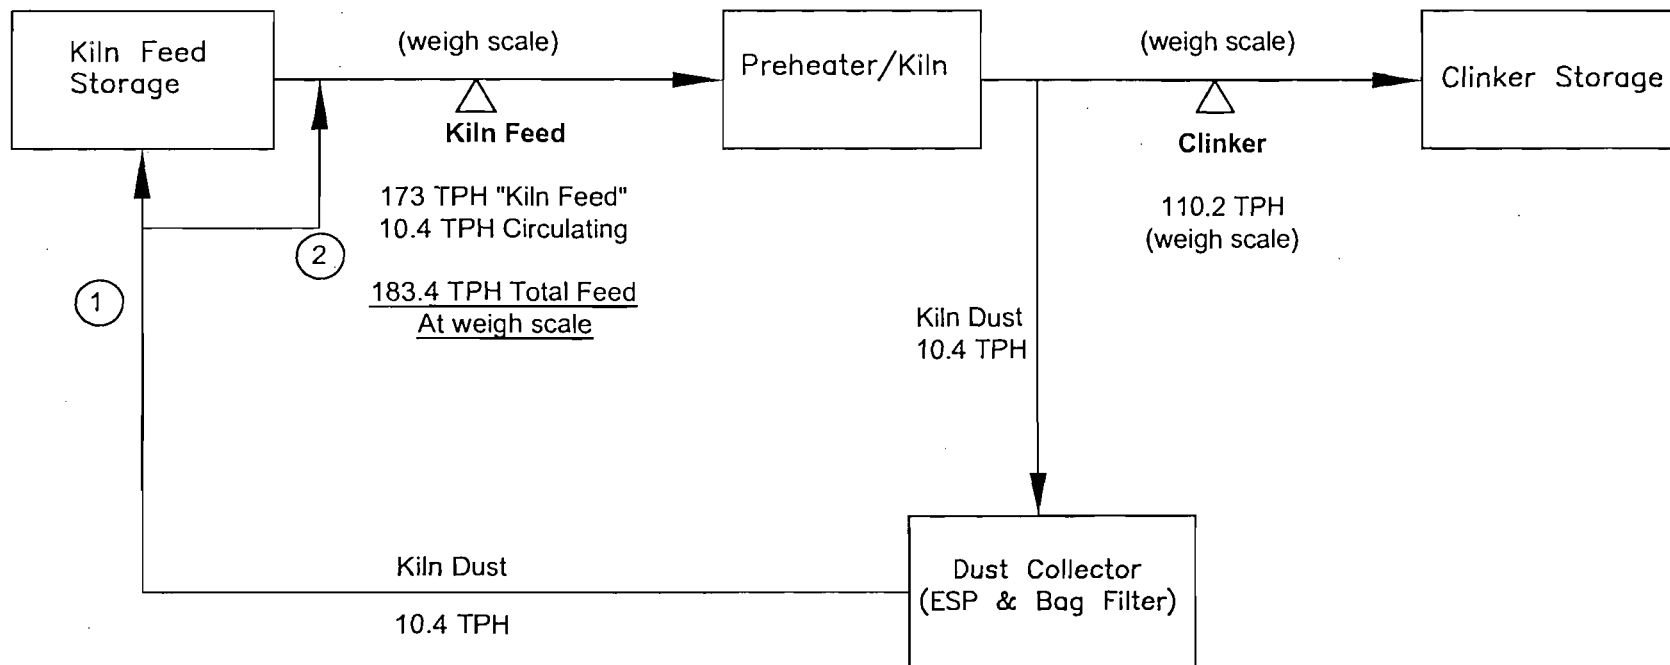 Kiln Feed
Storage
(weigh scale)
Kiln Feed
173 TPH "Kiln Feed"
10.4 TPH Circulating
183.4 TPH Total Feed
At weigh scale
Preheater/Kiln
(weigh scale)
Clinker
110.2 TPH
(weigh scale)
Clinker Storage
1
2
Kiln Dust
10.4 TPH
Kiln Dust
10.4 TPH
Dust Collector
(ESP & Bag Filter)